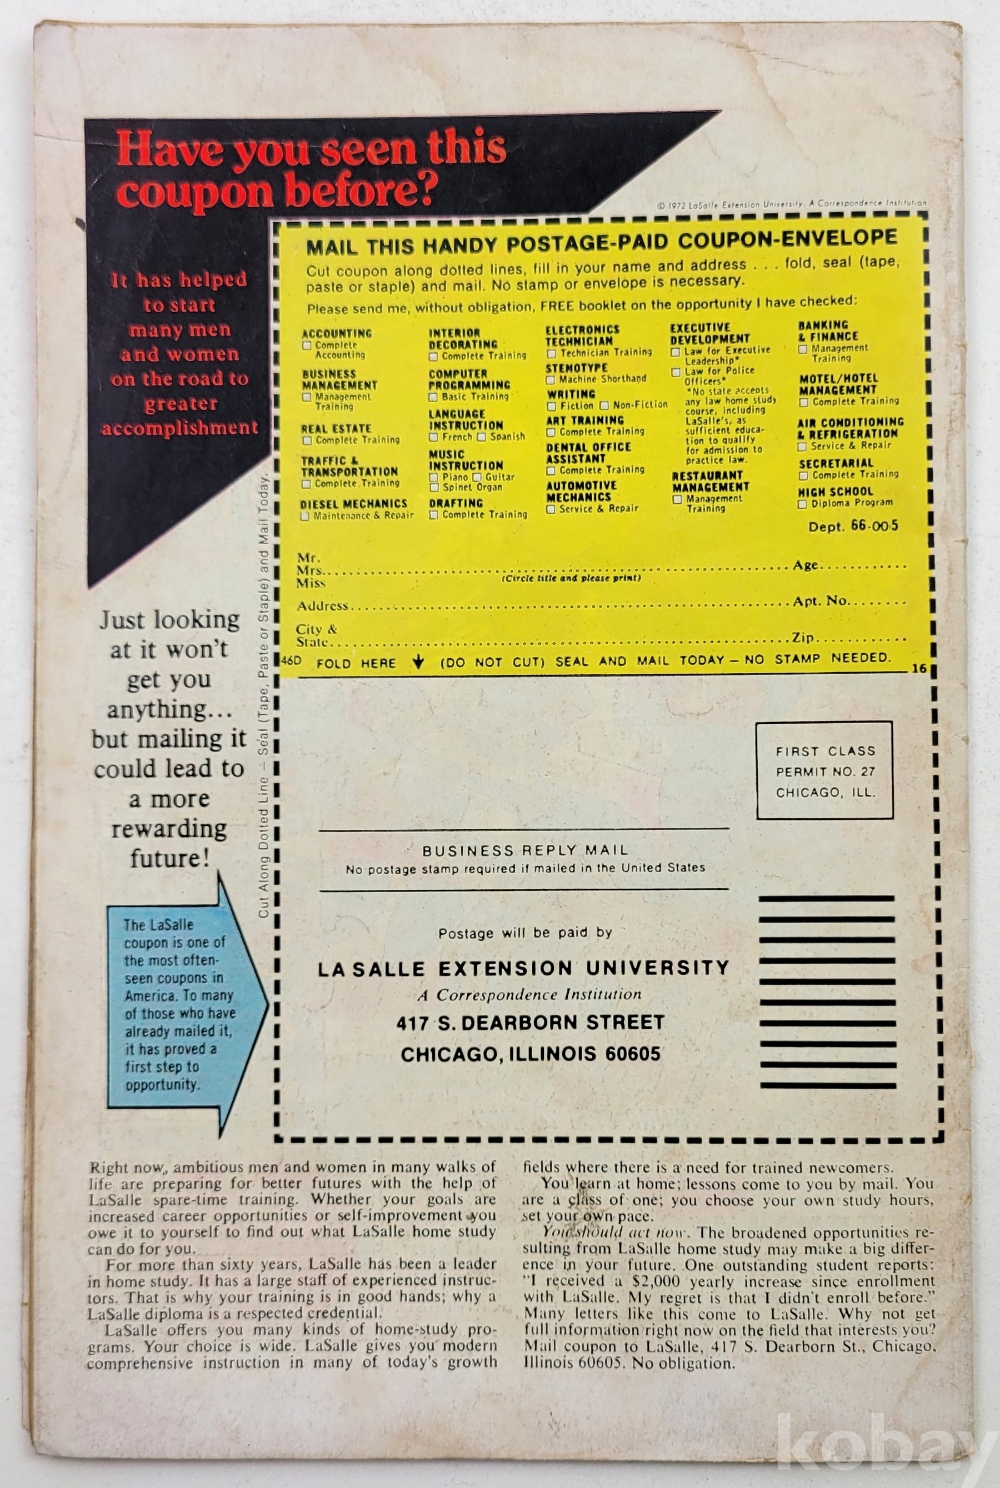 Have you seen this
coupon before?
It has helped
to start
many men
and women
on the road to
greater
accomplishment
© 1972 LaSalle Extension University. A Correspondence Institution
MAIL THIS HANDY POSTAGE-PAID COUPON-ENVELOPE
Cut coupon along dotted lines, fill in your name and address . . . fold, seal (tape,
paste or staple) and mail. No stamp or envelope is necessary.
Please send me, without obligation, FREE booklet on the opportunity I have checked:
ACCOUNTING
☐ Complete
Accounting
BUSINESS
MANAGEMENT
☐ Management
Training
REAL ESTATE
☐ Complete Training
TRAFFIC &
TRANSPORTATION
☐ Complete Training
DIESEL MECHANICS
☐ Maintenance & Repair
INTERIOR
DECORATING
☐ Complete Training
COMPUTER
PROGRAMMING
☐ Basic Training
LANGUAGE
INSTRUCTION
☐ French ☐ Spanish
MUSIC
INSTRUCTION
☐ Piano ☐ Guitar
☐ Spinet Organ
DRAFTING
☐ Complete Training
ELECTRONICS
TECHNICIAN
☐ Technician Training
STENOTYPE
☐ Machine Shorthand
WRITING
☐ Fiction ☐ Non-Fiction
ART TRAINING
☐ Complete Training
DENTAL OFFICE
ASSISTANT
☐ Complete Training
AUTOMOTIVE
MECHANICS
☐ Service & Repair
EXECUTIVE
DEVELOPMENT
☐ Law for Executive
Leadership*
☐ Law for Police
Officers*
*No state accepts
any law home study
course, including
LaSalle's, as
sufficient educa-
tion to qualify
for admission to
practice law.
RESTAURANT
MANAGEMENT
☐ Management
Training
BANKING
& FINANCE
☐ Management
Training
MOTEL/HOTEL
MANAGEMENT
☐ Complete Training
AIR CONDITIONING
& REFRIGERATION
☐ Service & Repair
SECRETARIAL
☐ Complete Training
HIGH SCHOOL
☐ Diploma Program
Dept. 66-005
Mr.
Mrs. Age
Miss (Circle title and please print)
Address Apt. No.
City &
State Zip
46D FOLD HERE ↓ (DO NOT CUT) SEAL AND MAIL TODAY – NO STAMP NEEDED. 16
Cut Along Dotted Line – Seal (Tape, Paste or Staple) and Mail Today.
Just looking
at it won't
get you
anything...
but mailing it
could lead to
a more
rewarding
future!
The LaSalle
coupon is one of
the most often-
seen coupons in
America. To many
of those who have
already mailed it,
it has proved a
first step to
opportunity.
FIRST CLASS
PERMIT NO. 27
CHICAGO, ILL.
BUSINESS REPLY MAIL
No postage stamp required if mailed in the United States
Postage will be paid by
LA SALLE EXTENSION UNIVERSITY
A Correspondence Institution
417 S. DEARBORN STREET
CHICAGO, ILLINOIS 60605
Right now, ambitious men and women in many walks of
life are preparing for better futures with the help of
LaSalle spare-time training. Whether your goals are
increased career opportunities or self-improvement you
owe it to yourself to find out what LaSalle home study
can do for you.
For more than sixty years, LaSalle has been a leader
in home study. It has a large staff of experienced instruc-
tors. That is why your training is in good hands; why a
LaSalle diploma is a respected credential.
LaSalle offers you many kinds of home-study pro-
grams. Your choice is wide. LaSalle gives you modern
comprehensive instruction in many of today's growth
fields where there is a need for trained newcomers.
You learn at home; lessons come to you by mail. You
are a class of one; you choose your own study hours,
set your own pace.
You should act now. The broadened opportunities re-
sulting from LaSalle home study may make a big differ-
ence in your future. One outstanding student reports:
"I received a $2,000 yearly increase since enrollment
with LaSalle. My regret is that I didn't enroll before."
Many letters like this come to LaSalle. Why not get
full information right now on the field that interests you?
Mail coupon to LaSalle, 417 S. Dearborn St., Chicago,
Illinois 60605. No obligation.
kobay